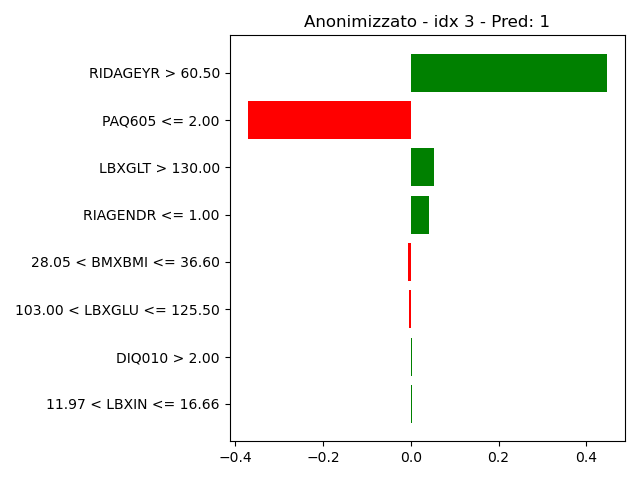 Anonimizzato - idx 3 - Pred: 1
RIDAGEYR > 60.50
PAQ605 <= 2.00
LBXGLT > 130.00
RIAGENDR <= 1.00
28.05 < BMXBMI <= 36.60
103.00 < LBXGLU <= 125.50
DIQ010 > 2.00
11.97 < LBXIN <= 16.66
−0.4 −0.2 0.0 0.2 0.4